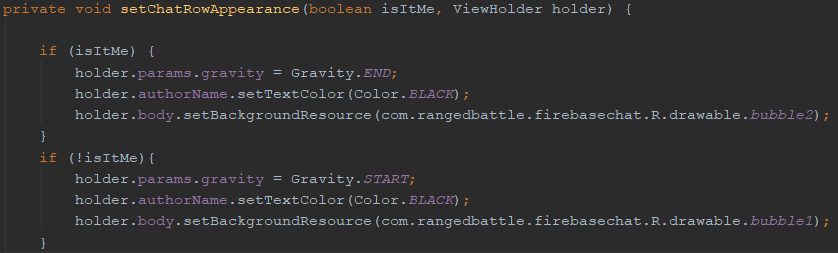 private void setChatRowAppearance(boolean isItMe, ViewHolder holder) {

    if (isItMe) {
        holder.params.gravity = Gravity.END;
        holder.authorName.setTextColor(Color.BLACK);
        holder.body.setBackgroundResource(com.rangedbattle.firebasechat.R.drawable.bubble2);
    }
    if (!isItMe){
        holder.params.gravity = Gravity.START;
        holder.authorName.setTextColor(Color.BLACK);
        holder.body.setBackgroundResource(com.rangedbattle.firebasechat.R.drawable.bubble1);
    }